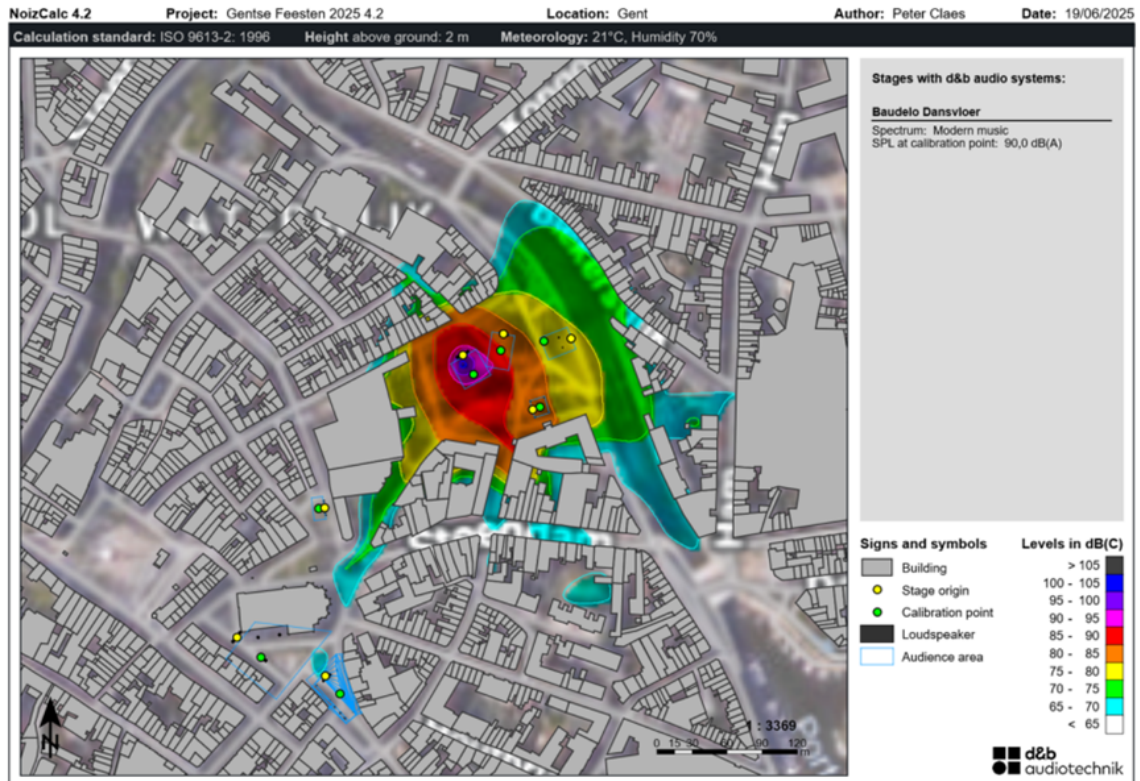 NoizCalc 4.2 Project: Gentse Feesten 2025 4.2 Location: Gent Author: Peter Claes Date: 19/06/2025
Calculation standard: ISO 9613-2: 1996 Height above ground: 2 m Meteorology: 21°C, Humidity 70%
Stages with d&b audio systems:
Baudelo Dansvloer
Spectrum: Modern music
SPL at calibration point: 90,0 dB(A)
Signs and symbols
Building
Stage origin
Calibration point
Loudspeaker
Audience area
Levels in dB(C)
> 105
100 - 105
95 - 100
90 - 95
85 - 90
80 - 85
75 - 80
70 - 75
65 - 70
< 65
N
1 : 3369
0 15 30 60 90 120
m
d&b
audiotechnik